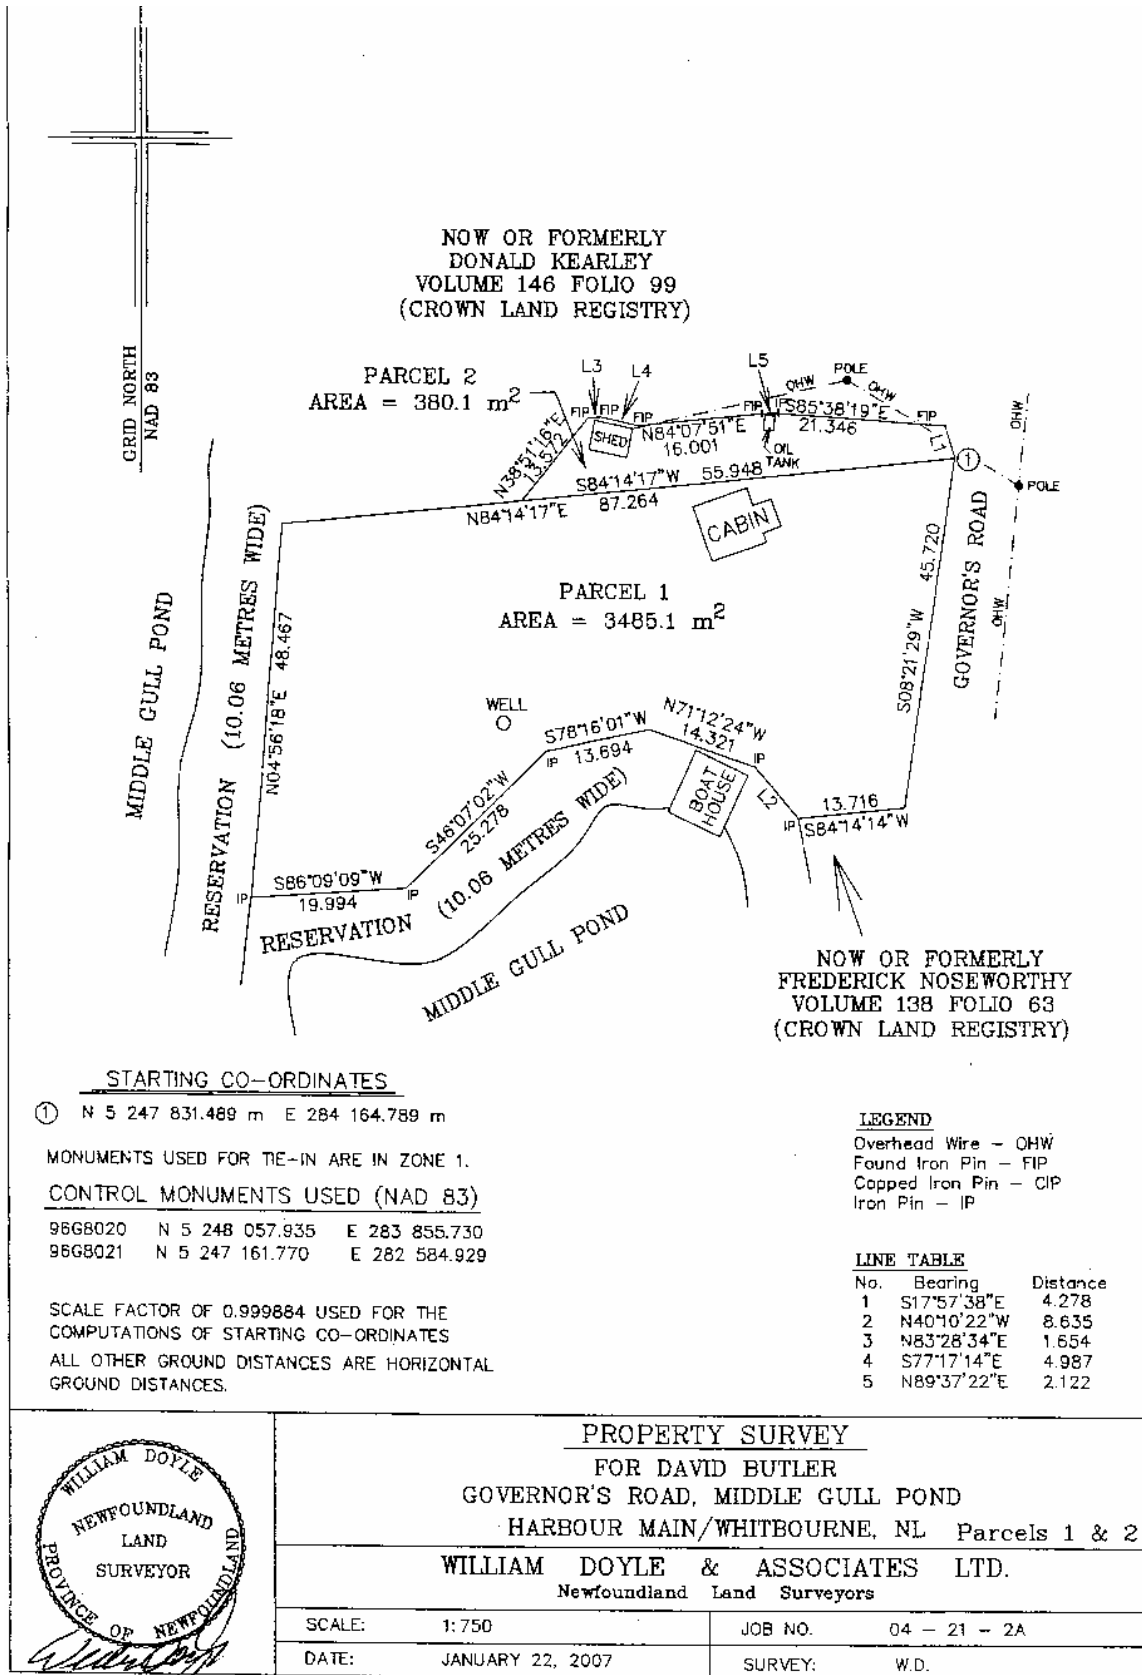 GRID NORTH
NAD 83
NOW OR FORMERLY
DONALD KEARLEY
VOLUME 146 FOLIO 99
(CROWN LAND REGISTRY)
PARCEL 2
AREA = 380.1 m²
L3
L4
L5
POLE
OHW
OHW
OHW
FIP
FIP
FIP
FIP
IP
FIP
L1
SHED
N38°51'16"E
13.572
N84°07'51"E
16.001
S85°38'19"E
21.346
OIL
TANK
S84°14'17"W 55.948
N84°14'17"E 87.264
1
POLE
CABIN
PARCEL 1
AREA = 3485.1 m²
45.720
S08°21'29"W
GOVERNOR'S ROAD
OHW
MIDDLE GULL POND
RESERVATION (10.06 METRES WIDE)
N04°56'18"E 48.467
WELL
S78°16'01"W
13.694
IP
N71°12'24"W
14.321
IP
L2
BOAT
HOUSE
S46°07'02"W
25.278
13.716
IP
S84°14'14"W
S86°09'09"W
19.994
IP
IP
RESERVATION (10.06 METRES WIDE)
MIDDLE GULL POND
NOW OR FORMERLY
FREDERICK NOSEWORTHY
VOLUME 138 FOLIO 63
(CROWN LAND REGISTRY)
STARTING CO-ORDINATES
1 N 5 247 831.489 m E 284 164.789 m
MONUMENTS USED FOR TIE-IN ARE IN ZONE 1.
CONTROL MONUMENTS USED (NAD 83)
96G8020 N 5 248 057.935 E 283 855.730
96G8021 N 5 247 161.770 E 282 584.929
SCALE FACTOR OF 0.999884 USED FOR THE
COMPUTATIONS OF STARTING CO-ORDINATES
ALL OTHER GROUND DISTANCES ARE HORIZONTAL
GROUND DISTANCES.
LEGEND
Overhead Wire - OHW
Found Iron Pin - FIP
Capped Iron Pin - CIP
Iron Pin - IP
LINE TABLE
No. Bearing Distance
1 S17°57'38"E 4.278
2 N40°10'22"W 8.635
3 N83°28'34"E 1.654
4 S77°17'14"E 4.987
5 N89°37'22"E 2.122
WILLIAM DOYLE
NEWFOUNDLAND
LAND
SURVEYOR
PROVINCE OF NEWFOUNDLAND
PROPERTY SURVEY
FOR DAVID BUTLER
GOVERNOR'S ROAD, MIDDLE GULL POND
HARBOUR MAIN/WHITBOURNE, NL Parcels 1 & 2
WILLIAM DOYLE & ASSOCIATES LTD.
Newfoundland Land Surveyors
SCALE: 1:750 JOB NO. 04 - 21 - 2A
DATE: JANUARY 22, 2007 SURVEY: W.D.